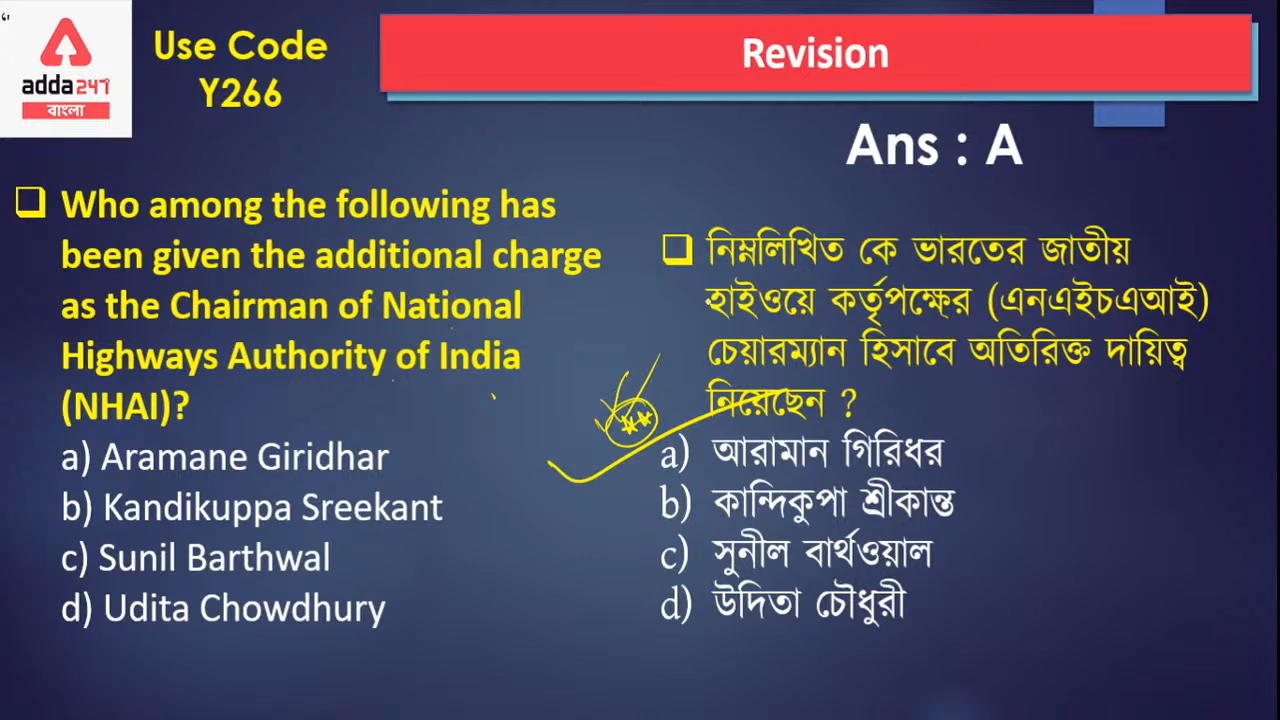 adda247
বাংলা
Use Code
Y266
Revision
Ans : A
Who among the following has
been given the additional charge
as the Chairman of National
Highways Authority of India
(NHAI)?
a) Aramane Giridhar
b) Kandikuppa Sreekant
c) Sunil Barthwal
d) Udita Chowdhury
নিম্নলিখিত কে ভারতের জাতীয়
হাইওয়ে কর্তৃপক্ষের (এনএইচএআই)
চেয়ারম্যান হিসাবে অতিরিক্ত দায়িত্ব
নিয়েছেন ?
a) আরামান গিরিধর
b) কান্দিকুপা শ্রীকান্ত
c) সুনীল বার্থওয়াল
d) উদিতা চৌধুরী